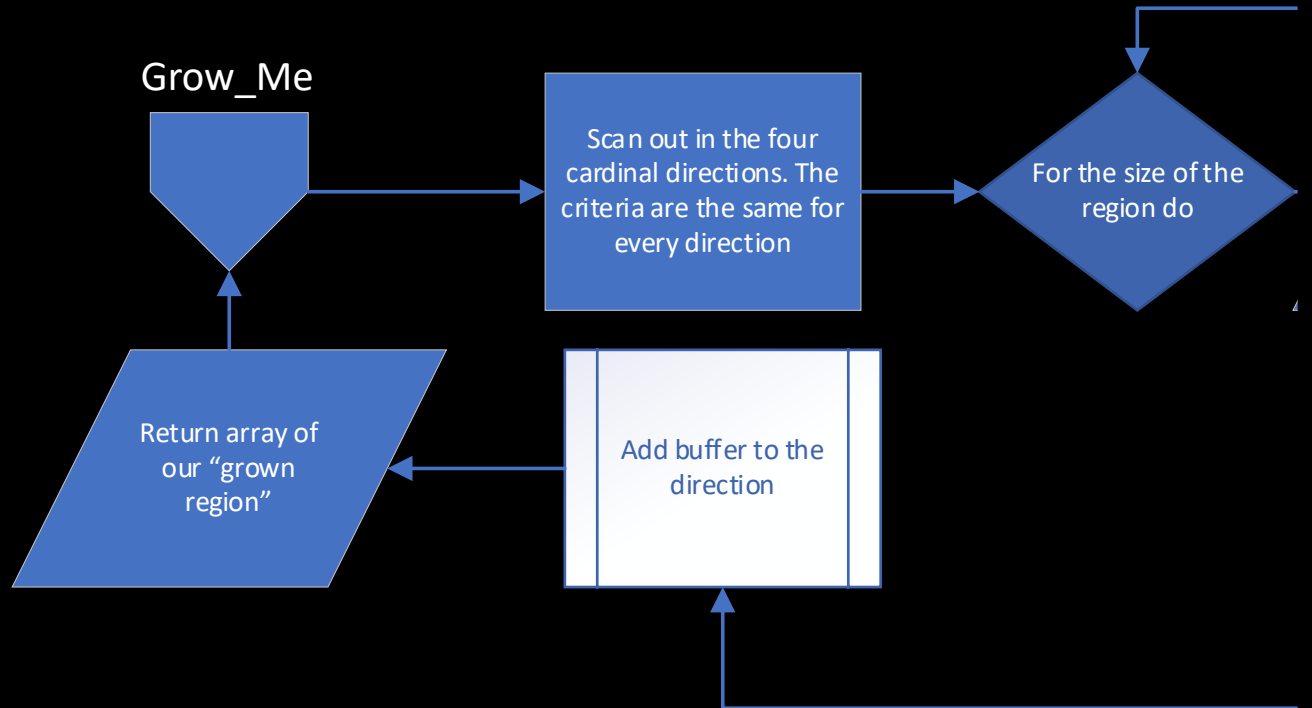 Grow_Me
Scan out in the four
cardinal directions. The
criteria are the same for
every direction
For the size of the
region do
Return array of
our “grown
region”
Add buffer to the
direction